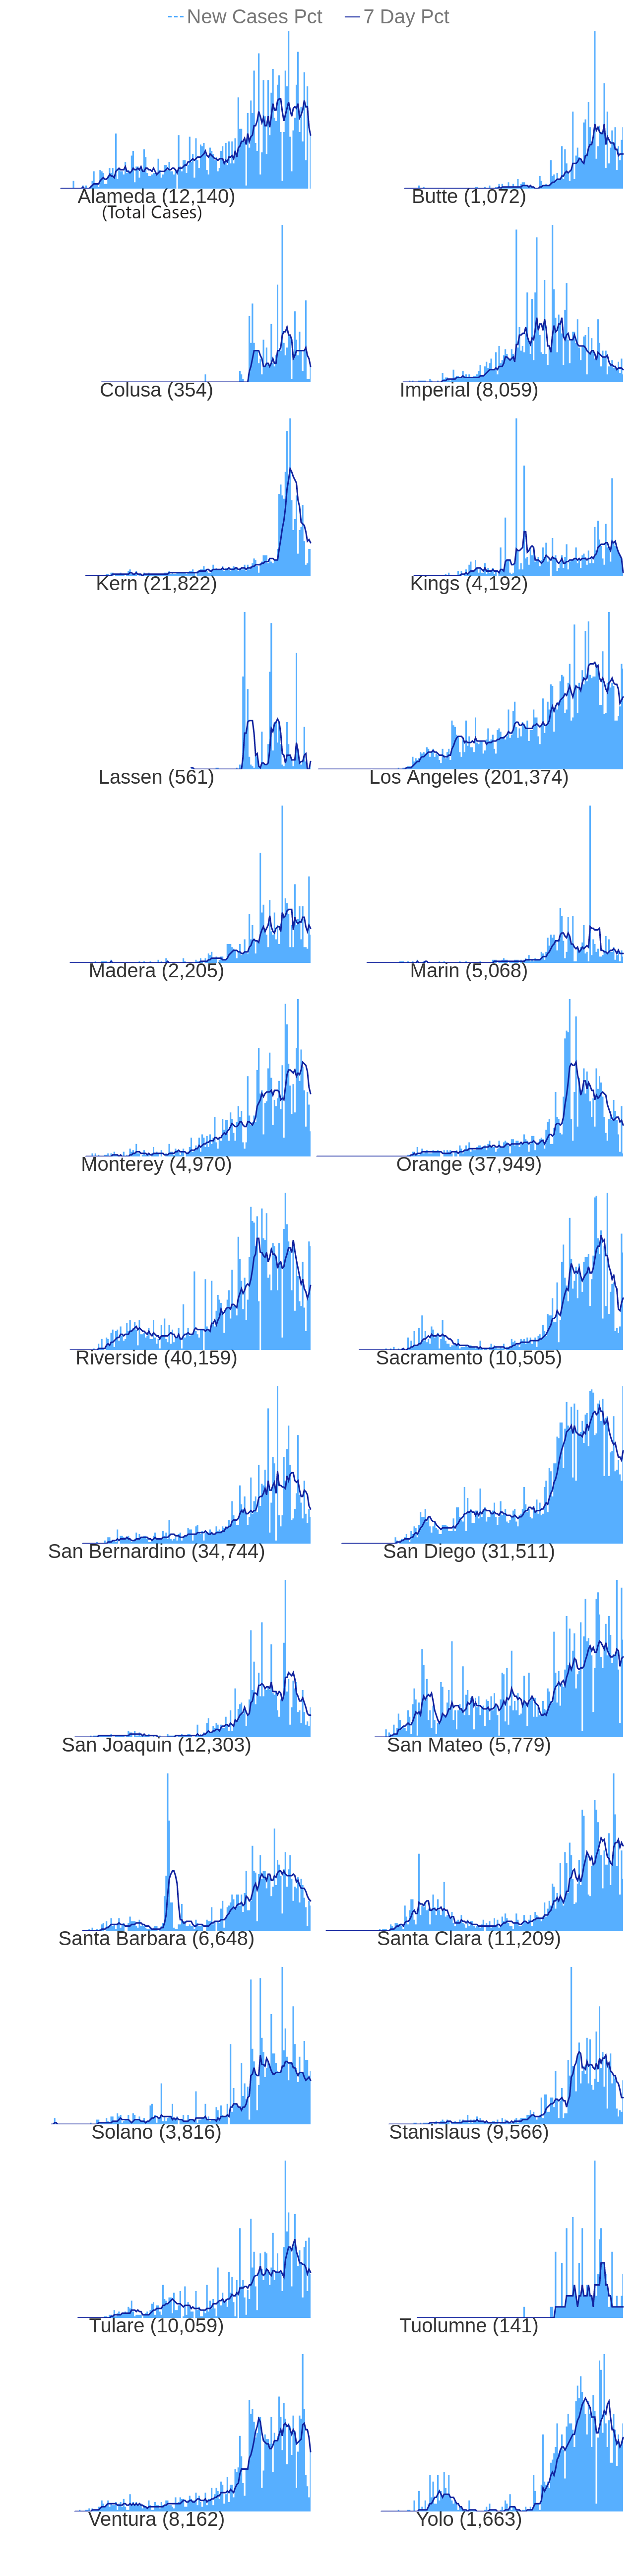 New Cases Pct 7 Day Pct
Alameda (12,140) Butte (1,072)
(Total Cases)
Colusa (354) Imperial (8,059)
Kern (21,822) Kings (4,192)
Lassen (561) Los Angeles (201,374)
Madera (2,205) Marin (5,068)
Monterey (4,970) Orange (37,949)
Riverside (40,159) Sacramento (10,505)
San Bernardino (34,744) San Diego (31,511)
San Joaquin (12,303) San Mateo (5,779)
Santa Barbara (6,648) Santa Clara (11,209)
Solano (3,816) Stanislaus (9,566)
Tulare (10,059) Tuolumne (141)
Ventura (8,162) Yolo (1,663)